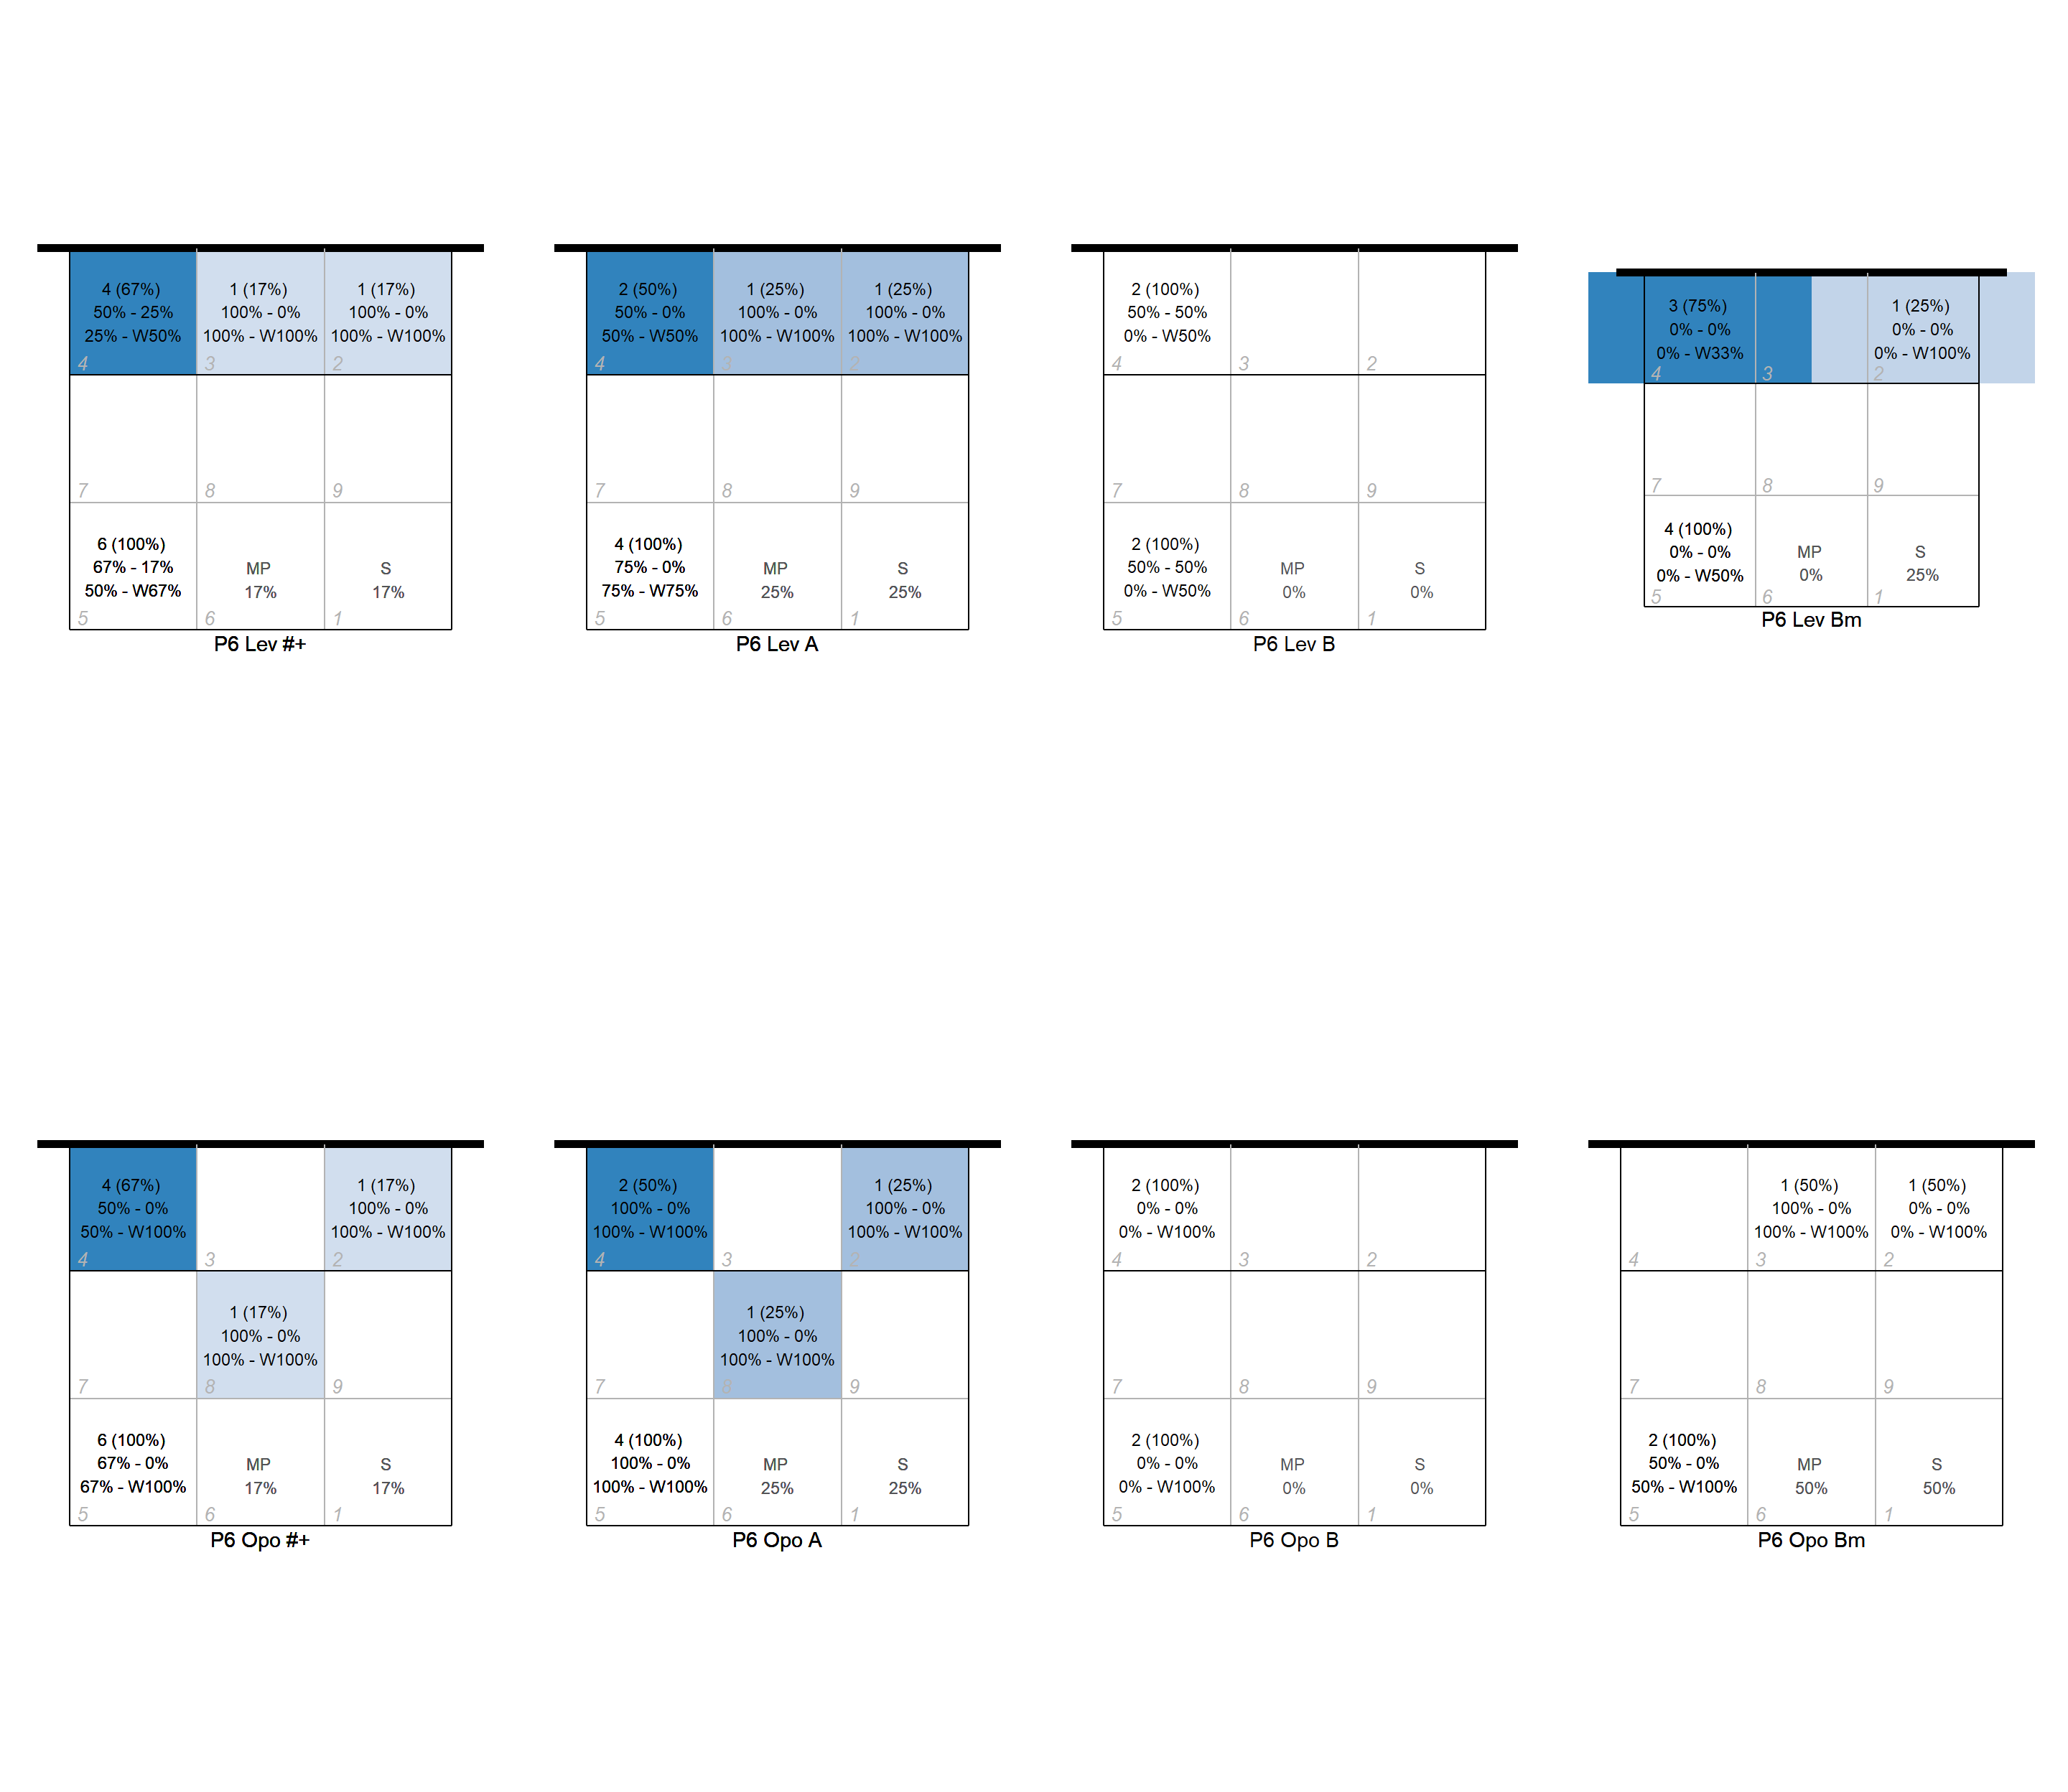 4 (67%)
50% - 25%
25% - W50%
4
1 (17%)
100% - 0%
100% - W100%
3
1 (17%)
100% - 0%
100% - W100%
2
7
8
9
6 (100%)
67% - 17%
50% - W67%
5
MP
17%
6
S
17%
1
P6 Lev #+
2 (50%)
50% - 0%
50% - W50%
4
1 (25%)
100% - 0%
100% - W100%
3
1 (25%)
100% - 0%
100% - W100%
2
7
8
9
4 (100%)
75% - 0%
75% - W75%
5
MP
25%
6
S
25%
1
P6 Lev A
2 (100%)
50% - 50%
0% - W50%
4
3
2
7
8
9
2 (100%)
50% - 50%
0% - W50%
5
MP
0%
6
S
0%
1
P6 Lev B
3 (75%)
0% - 0%
0% - W33%
4
3
1 (25%)
0% - 0%
0% - W100%
2
7
8
9
4 (100%)
0% - 0%
0% - W50%
5
MP
0%
6
S
25%
1
P6 Lev Bm
4 (67%)
50% - 0%
50% - W100%
4
3
1 (17%)
100% - 0%
100% - W100%
2
7
1 (17%)
100% - 0%
100% - W100%
8
9
6 (100%)
67% - 0%
67% - W100%
5
MP
17%
6
S
17%
1
P6 Opo #+
2 (50%)
100% - 0%
100% - W100%
4
3
1 (25%)
100% - 0%
100% - W100%
2
7
1 (25%)
100% - 0%
100% - W100%
8
9
4 (100%)
100% - 0%
100% - W100%
5
MP
25%
6
S
25%
1
P6 Opo A
2 (100%)
0% - 0%
0% - W100%
4
3
2
7
8
9
2 (100%)
0% - 0%
0% - W100%
5
MP
0%
6
S
0%
1
P6 Opo B
4
1 (50%)
100% - 0%
100% - W100%
3
1 (50%)
0% - 0%
0% - W100%
2
7
8
9
2 (100%)
50% - 0%
50% - W100%
5
MP
50%
6
S
50%
1
P6 Opo Bm